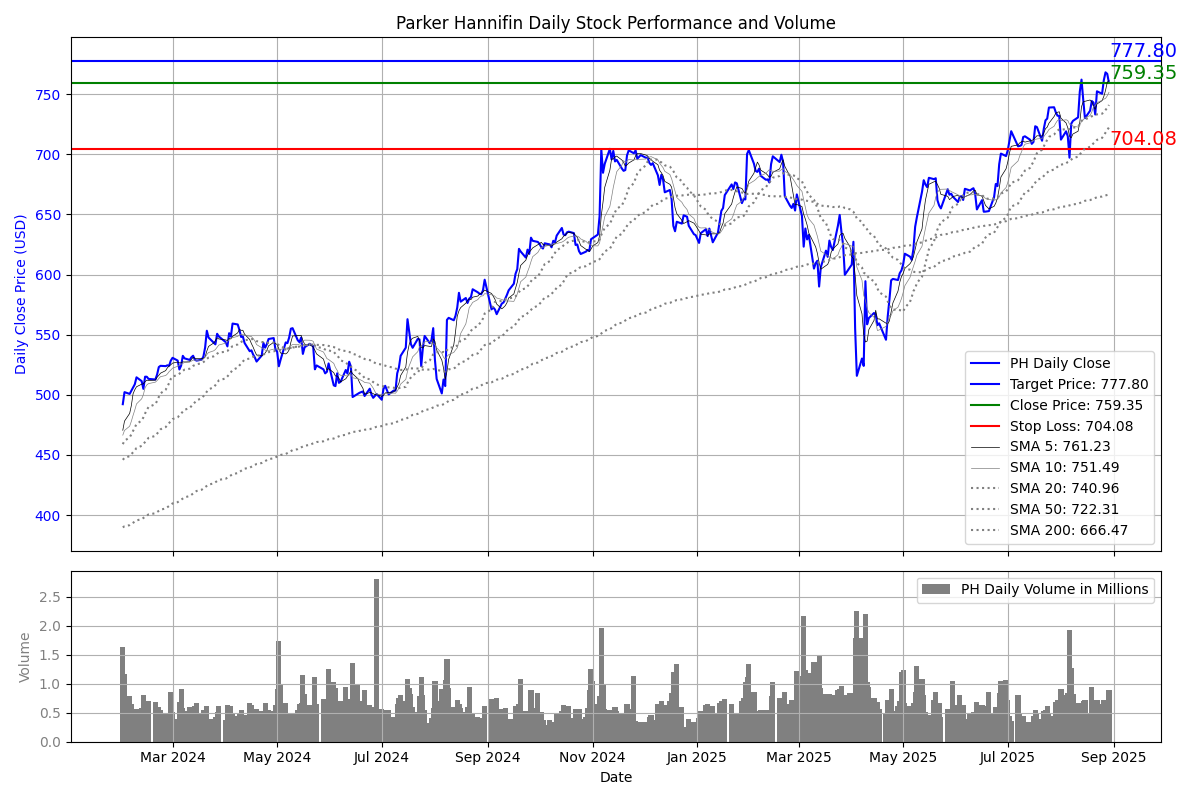 Parker Hannifin Daily Stock Performance and Volume
777.80
759.35
704.08
Daily Close Price (USD)
750
700
650
600
550
500
450
400
PH Daily Close
Target Price: 777.80
Close Price: 759.35
Stop Loss: 704.08
SMA 5: 761.23
SMA 10: 751.49
SMA 20: 740.96
SMA 50: 722.31
SMA 200: 666.47
Volume
2.5
2.0
1.5
1.0
0.5
0.0
PH Daily Volume in Millions
Mar 2024 May 2024 Jul 2024 Sep 2024 Nov 2024 Jan 2025 Mar 2025 May 2025 Jul 2025 Sep 2025
Date